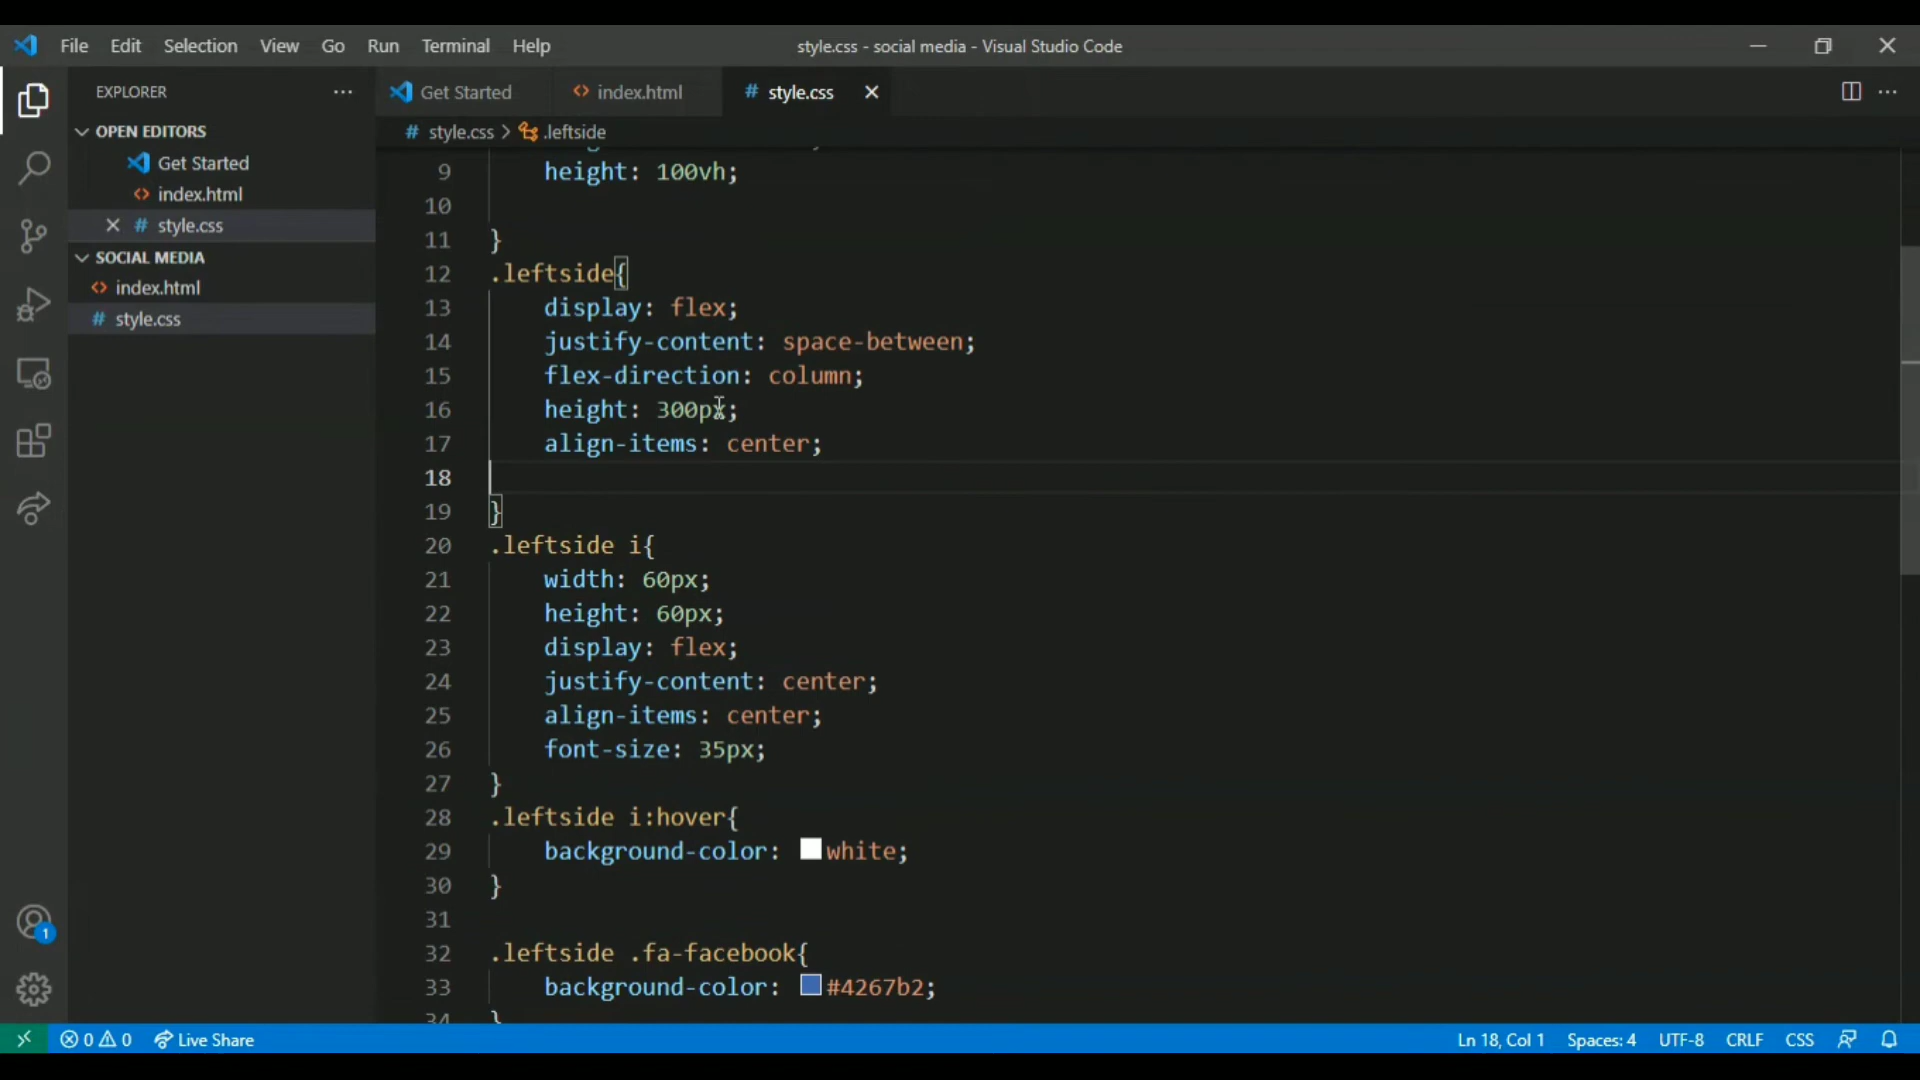 File Edit Selection View Go Run Terminal Help
style.css - social media - Visual Studio Code
EXPLORER ...
Get Started index.html # style.css
# style.css > .leftside
OPEN EDITORS
Get Started
index.html
# style.css
SOCIAL MEDIA
index.html
# style.css
9 height: 100vh;
10
11 }
12 .leftside{
13 display: flex;
14 justify-content: space-between;
15 flex-direction: column;
16 height: 300px;
17 align-items: center;
18
19 }
20 .leftside i{
21 width: 60px;
22 height: 60px;
23 display: flex;
24 justify-content: center;
25 align-items: center;
26 font-size: 35px;
27 }
28 .leftside i:hover{
29 background-color: white;
30 }
31
32 .leftside .fa-facebook{
33 background-color: #4267b2;
34 }
1
0 0 Live Share
Ln 18, Col 1 Spaces: 4 UTF-8 CRLF CSS